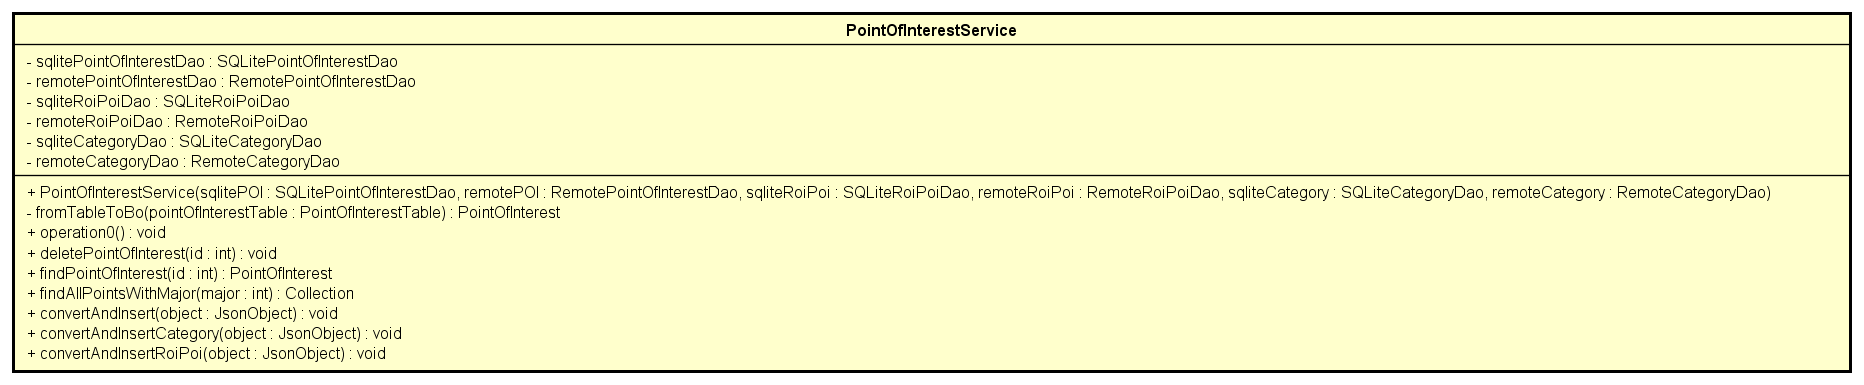 PointOfInterestService
- sqlitePointOfInterestDao : SQLitePointOfInterestDao
- remotePointOfInterestDao : RemotePointOfInterestDao
- sqliteRoiPoiDao : SQLiteRoiPoiDao
- remoteRoiPoiDao : RemoteRoiPoiDao
- sqliteCategoryDao : SQLiteCategoryDao
- remoteCategoryDao : RemoteCategoryDao
+ PointOfInterestService(sqlitePOI : SQLitePointOfInterestDao, remotePOI : RemotePointOfInterestDao, sqliteRoiPoi : SQLiteRoiPoiDao, remoteRoiPoi : RemoteRoiPoiDao, sqliteCategory : SQLiteCategoryDao, remoteCategory : RemoteCategoryDao)
- fromTableToBo(pointOfInterestTable : PointOfInterestTable) : PointOfInterest
+ operation0() : void
+ deletePointOfInterest(id : int) : void
+ findPointOfInterest(id : int) : PointOfInterest
+ findAllPointsWithMajor(major : int) : Collection
+ convertAndInsert(object : JsonObject) : void
+ convertAndInsertCategory(object : JsonObject) : void
+ convertAndInsertRoiPoi(object : JsonObject) : void